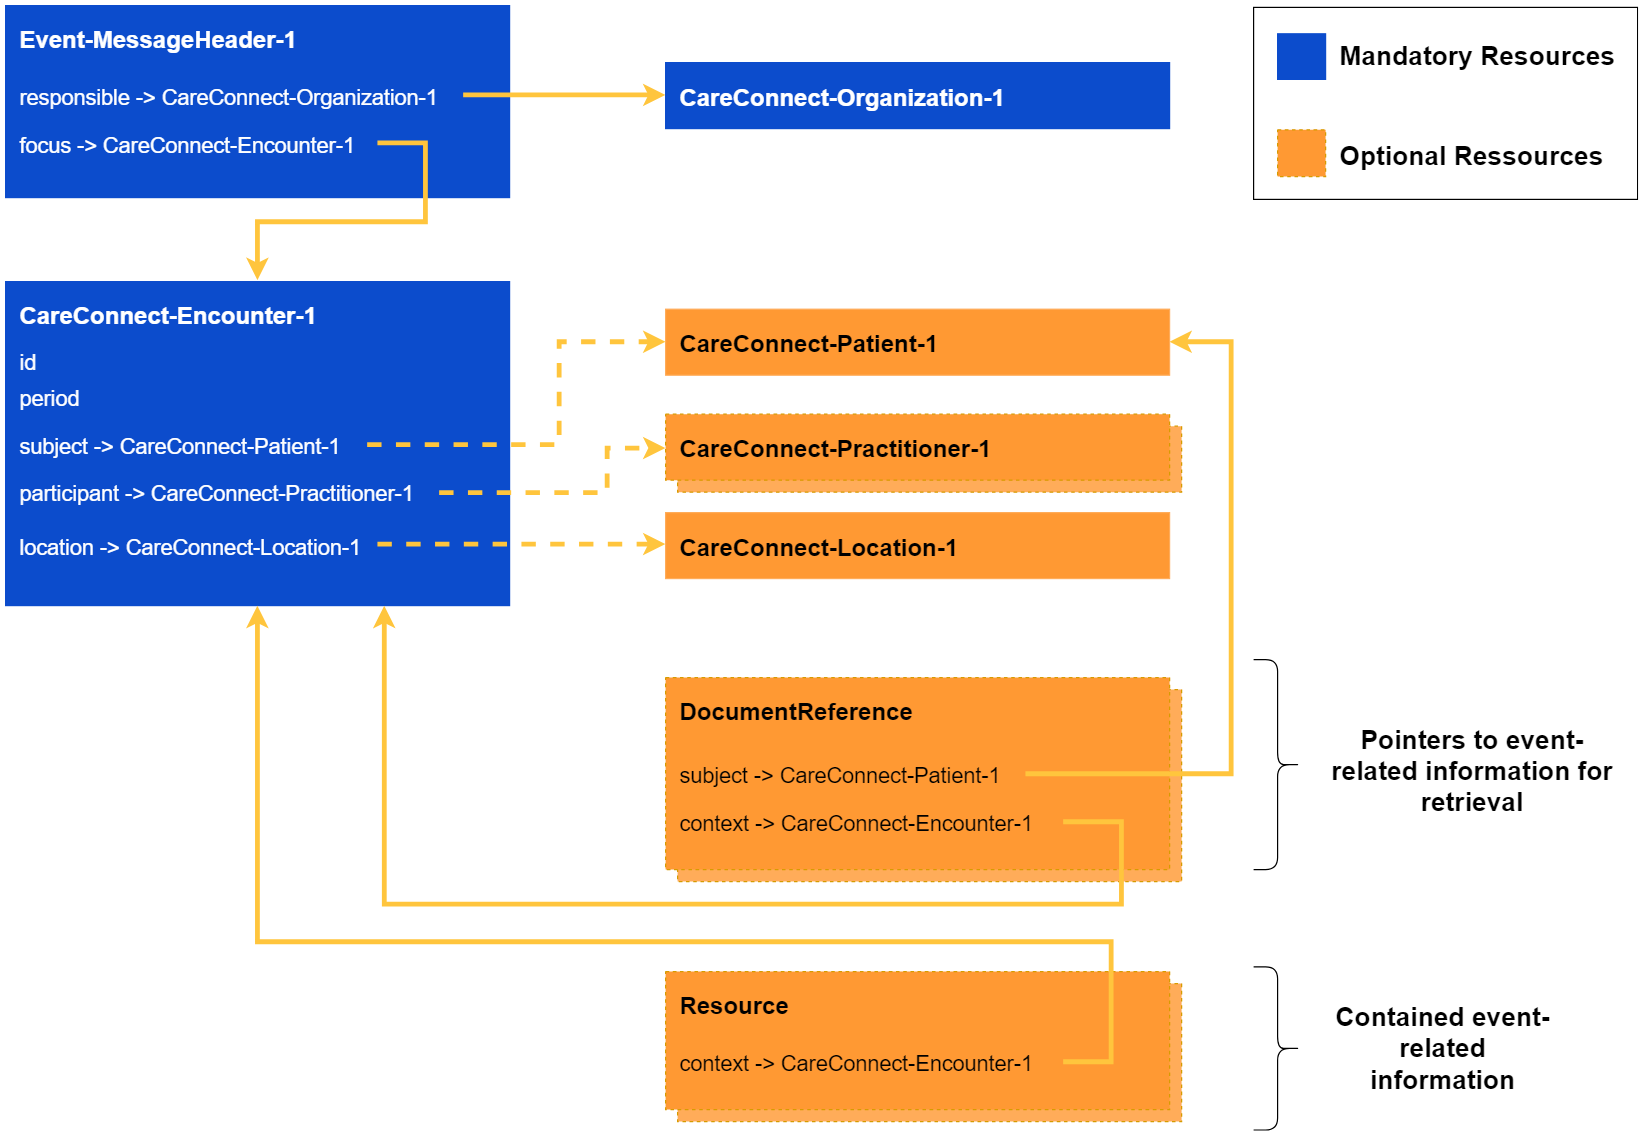 Event-MessageHeader-1
responsible -> CareConnect-Organization-1
focus -> CareConnect-Encounter-1
CareConnect-Organization-1
Mandatory Resources
Optional Ressources
CareConnect-Encounter-1
id
period
subject -> CareConnect-Patient-1
participant -> CareConnect-Practitioner-1
location -> CareConnect-Location-1
CareConnect-Patient-1
CareConnect-Practitioner-1
CareConnect-Location-1
DocumentReference
subject -> CareConnect-Patient-1
context -> CareConnect-Encounter-1
Pointers to event-
related information for
retrieval
Resource
context -> CareConnect-Encounter-1
Contained event-
related
information